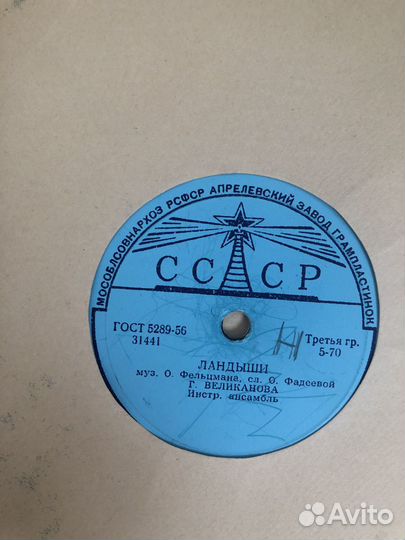 МОСОБЛСОВНАРХОЗ РСФСР АПРЕЛЕВСКИЙ ЗАВОД ГРАМПЛАСТИНОК
СССР
ГОСТ 5289-56
31441
Н
Третья гр.
5-70
ЛАНДЫШИ
муз. О. Фельцмана, сл. О. Фадеевой
Г. ВЕЛИКАНОВА
Инстр. ансамбль
Avito